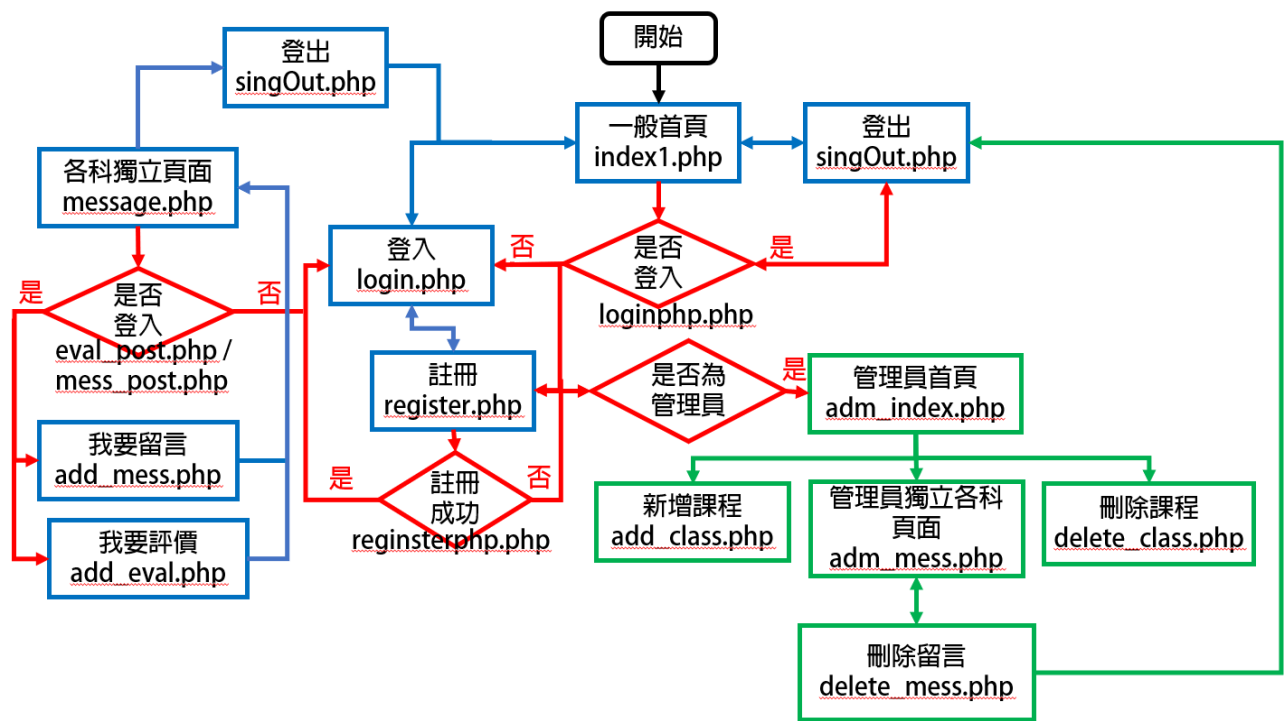 開始
登出
singOut.php
一般首頁
index1.php
登出
singOut.php
各科獨立頁面
message.php
登入
login.php
否
是否
登入
是
loginphp.php
是
是否
登入
否
eval_post.php /
mess_post.php
註冊
register.php
是否為
管理員
是
管理員首頁
adm_index.php
我要留言
add_mess.php
是
註冊
成功
否
reginsterphp.php
新增課程
add_class.php
管理員獨立各科
頁面
adm_mess.php
刪除課程
delete_class.php
我要評價
add_eval.php
刪除留言
delete_mess.php